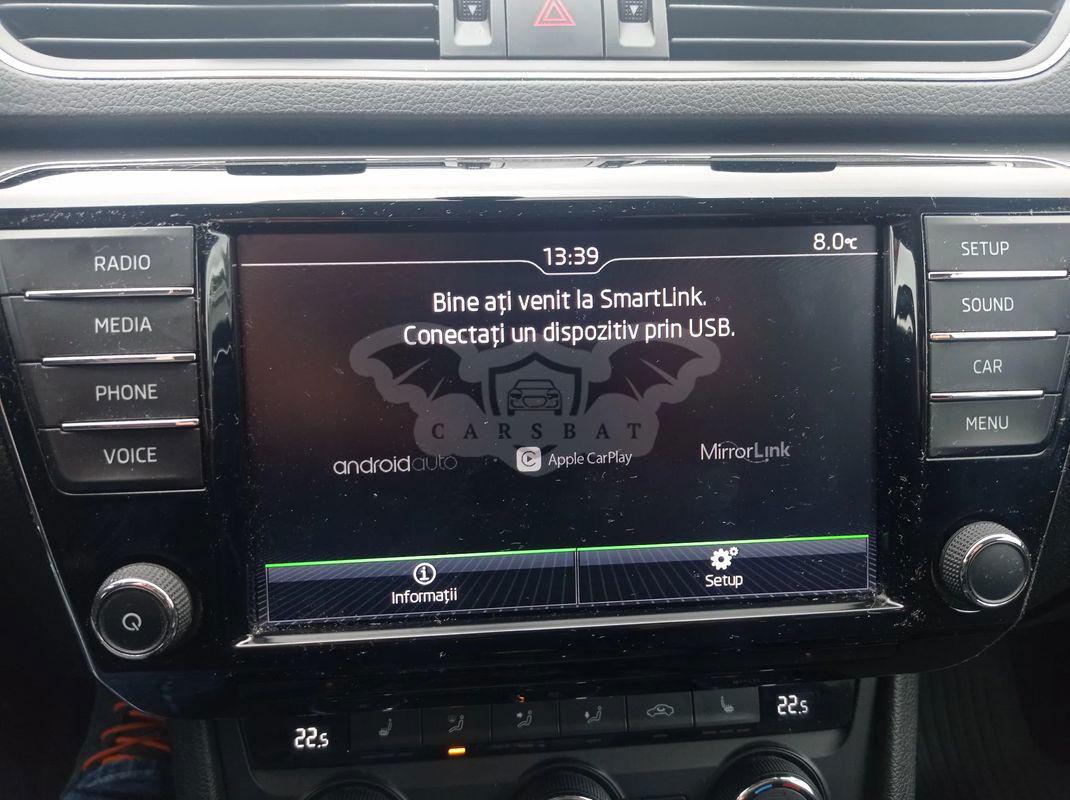 RADIO
MEDIA
PHONE
VOICE
13:39
8.0°C
Bine ați venit la SmartLink.
Conectați un dispozitiv prin USB.
CARSBAT
androidauto
Apple CarPlay
MirrorLink
Informații
Setup
SETUP
SOUND
CAR
MENU
22.5
22.5